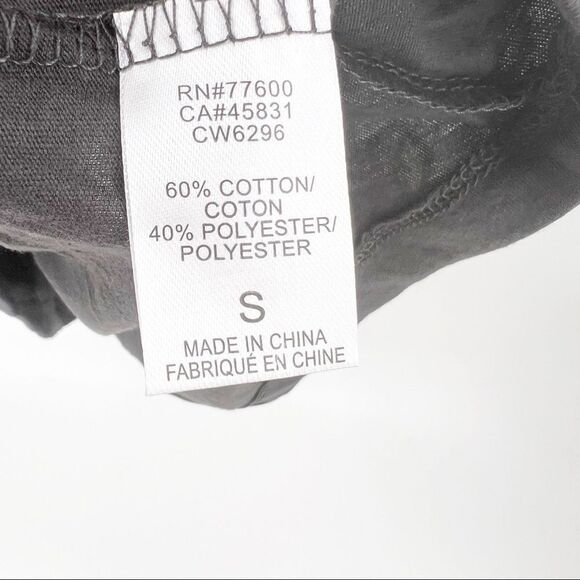 RN#77600
CA#45831
CW6296
60% COTTON/
COTON
40% POLYESTER/
POLYESTER
S
MADE IN CHINA
FABRIQUÉ EN CHINE